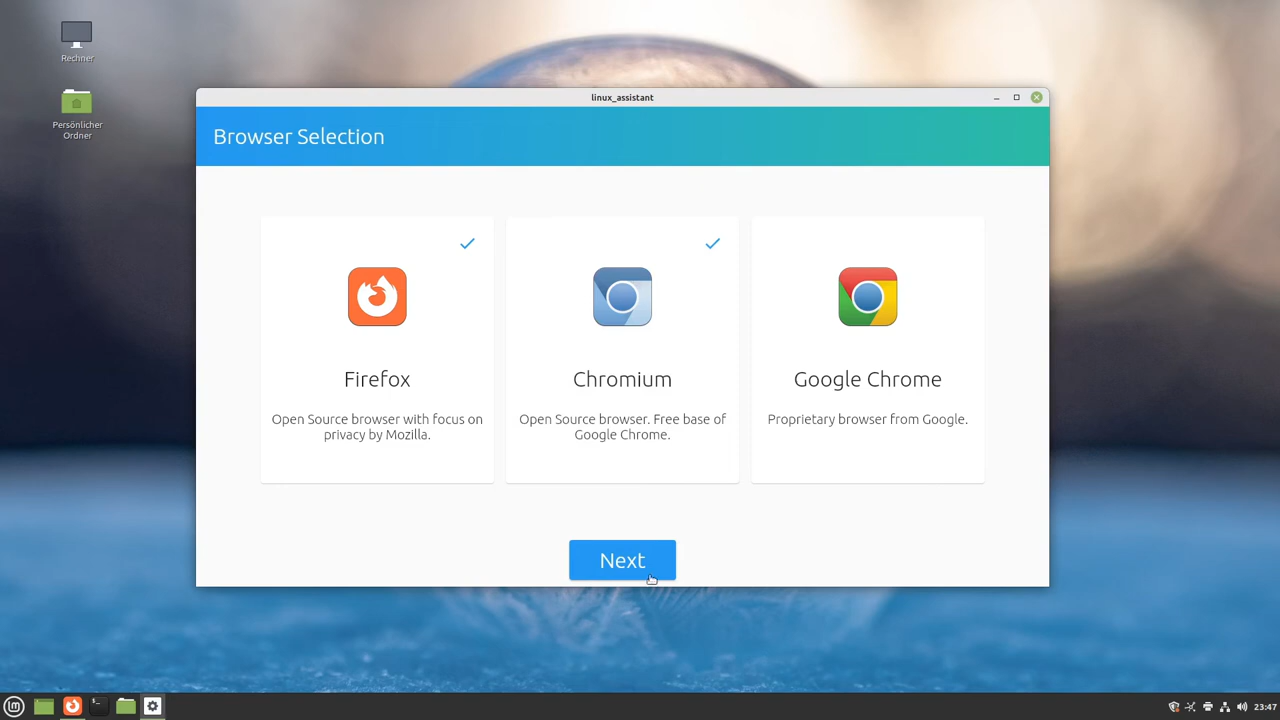 Rechner
Persönlicher
Ordner
linux_assistant
Browser Selection
Firefox
Open Source browser with focus on
privacy by Mozilla.
Chromium
Open Source browser. Free base of
Google Chrome.
Google Chrome
Proprietary browser from Google.
Next
23:47